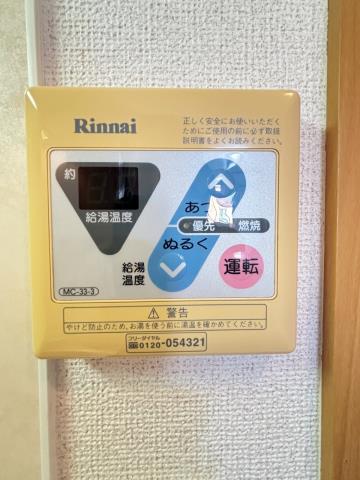 Rinnai
正しく安全にお使いいただく
ためにご使用の前に必ず取扱
説明書をよくお読みください。
約
給湯温度
あつ
優先 燃焼
ぬるく
給湯
温度
運転
MC-33-3
警告
やけど防止のため、お湯を使う前に湯温を確かめてください。
フリーダイヤル
0120-054321